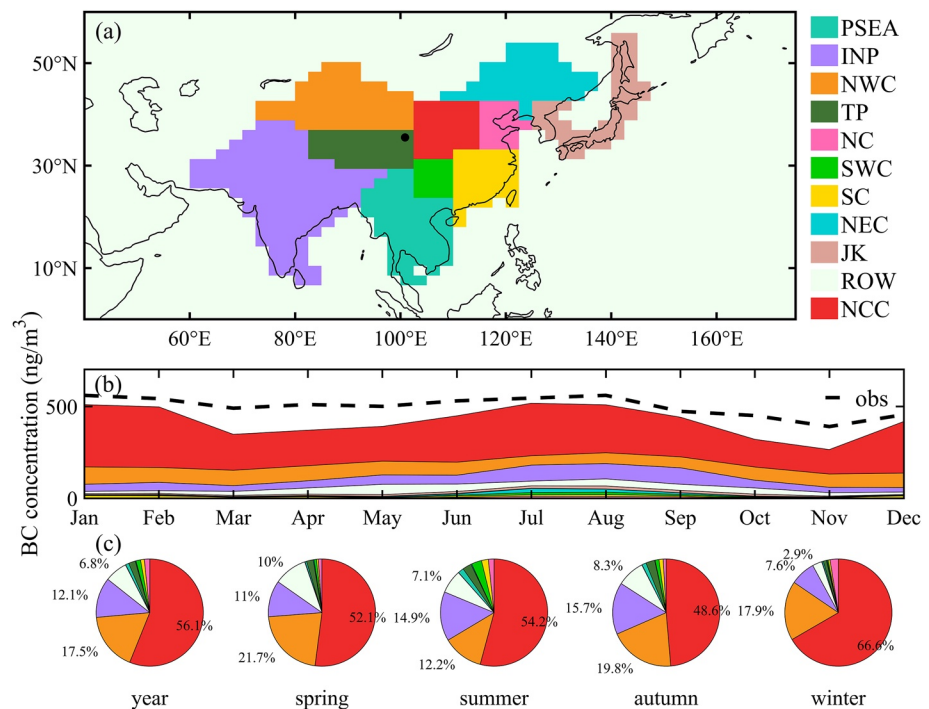 (a)
50°N
30°N
10°N
60°E
80°E
100°E
120°E
140°E
160°E
PSEA
INP
NWC
TP
NC
SWC
SC
NEC
JK
ROW
NCC
BC concentration (ng/m³)
(b)
obs
500
0
Jan Feb Mar Apr May Jun Jul Aug Sep Oct Nov Dec
(c)
6.8%
12.1%
17.5%
56.1%
year
10%
11%
21.7%
52.1%
spring
7.1%
14.9%
12.2%
54.2%
summer
8.3%
15.7%
19.8%
48.6%
autumn
2.9%
7.6%
17.9%
66.6%
winter